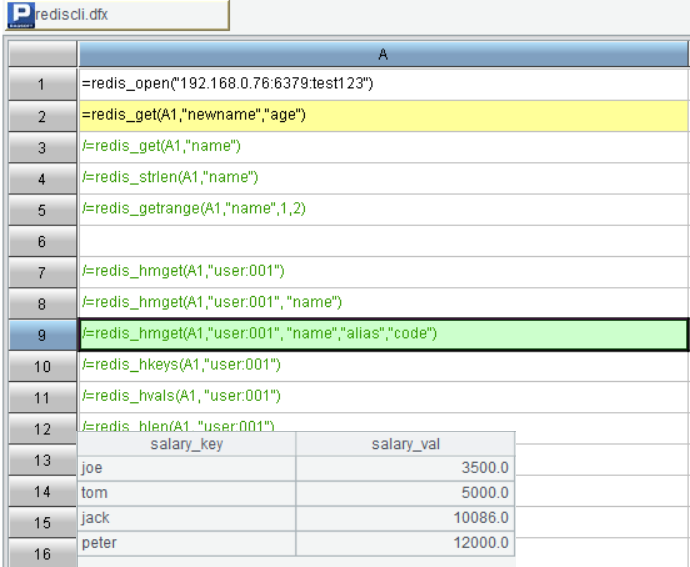 rediscli.dfx
A
1 =redis_open("192.168.0.76:6379:test123")
2 =redis_get(A1,"newname","age")
3 /=redis_get(A1,"name")
4 /=redis_strlen(A1,"name")
5 /=redis_getrange(A1,"name",1,2)
6
7 /=redis_hmget(A1,"user:001")
8 /=redis_hmget(A1,"user:001", "name")
9 /=redis_hmget(A1,"user:001", "name","alias","code")
10 /=redis_hkeys(A1,"user:001")
11 /=redis_hvals(A1, "user:001")
12 /=redis_hlen(A1, "user:001")
salary_key salary_val
13 joe 3500.0
14 tom 5000.0
15 jack 10086.0
16 peter 12000.0